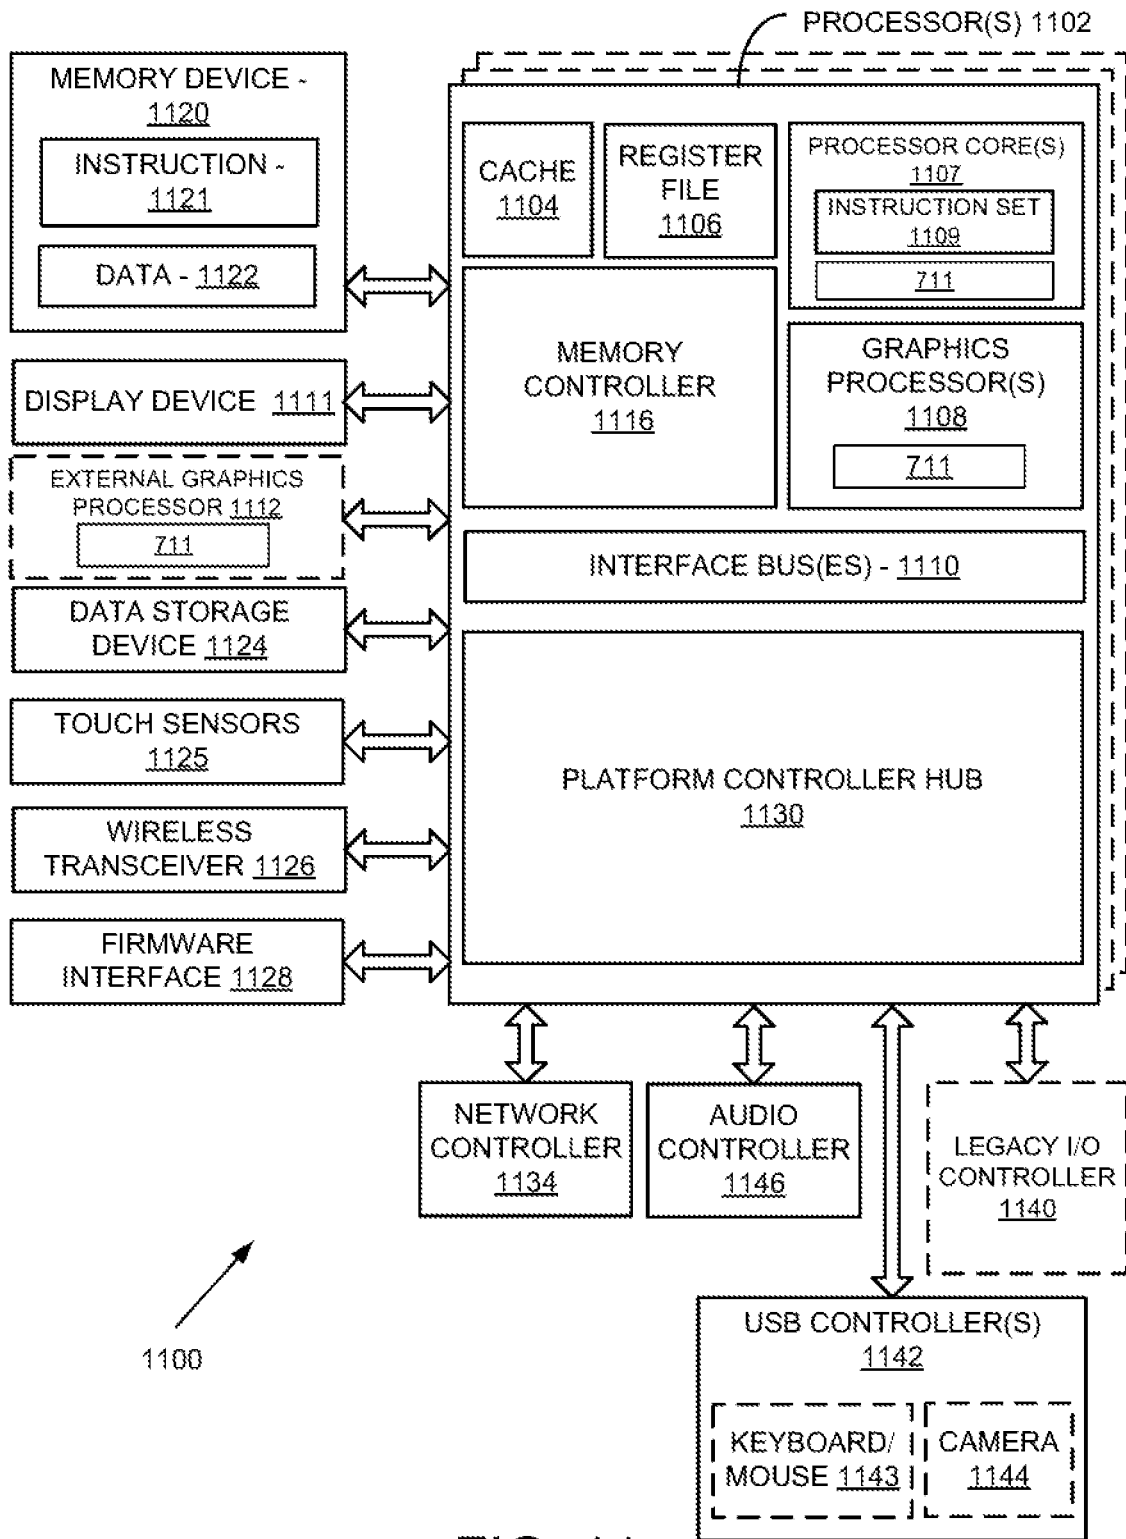 PROCESSOR(S) 1102
MEMORY DEVICE -
1120
INSTRUCTION -
1121
DATA - 1122
DISPLAY DEVICE 1111
EXTERNAL GRAPHICS
PROCESSOR 1112
711
DATA STORAGE
DEVICE 1124
TOUCH SENSORS
1125
WIRELESS
TRANSCEIVER 1126
FIRMWARE
INTERFACE 1128
CACHE
1104
REGISTER
FILE
1106
PROCESSOR CORE(S)
1107
INSTRUCTION SET
1109
711
MEMORY
CONTROLLER
1116
GRAPHICS
PROCESSOR(S)
1108
711
INTERFACE BUS(ES) - 1110
PLATFORM CONTROLLER HUB
1130
NETWORK
CONTROLLER
1134
AUDIO
CONTROLLER
1146
LEGACY I/O
CONTROLLER
1140
1100
USB CONTROLLER(S)
1142
KEYBOARD/
MOUSE 1143
CAMERA
1144